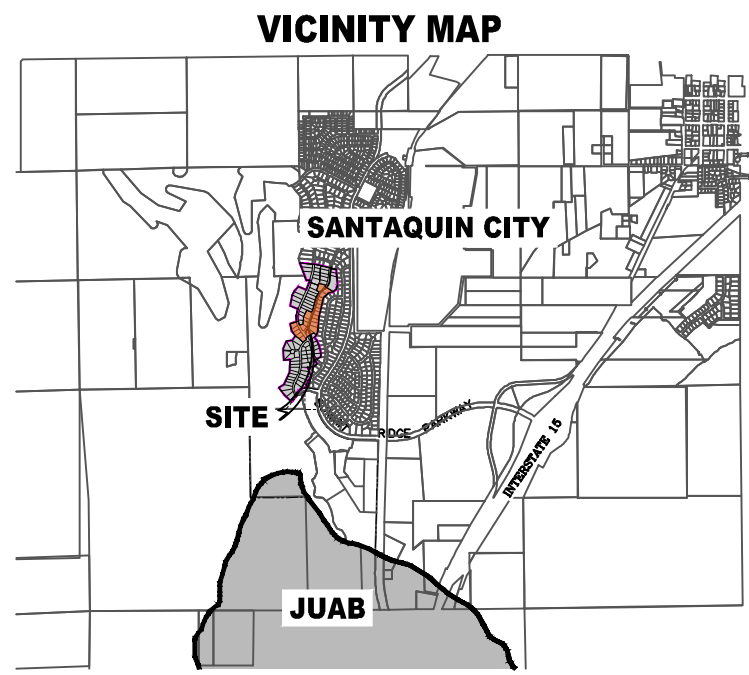 VICINITY MAP
SANTAQUIN CITY
SITE
RIDGE PARKWAY
INTERSTATE 15
JUAB